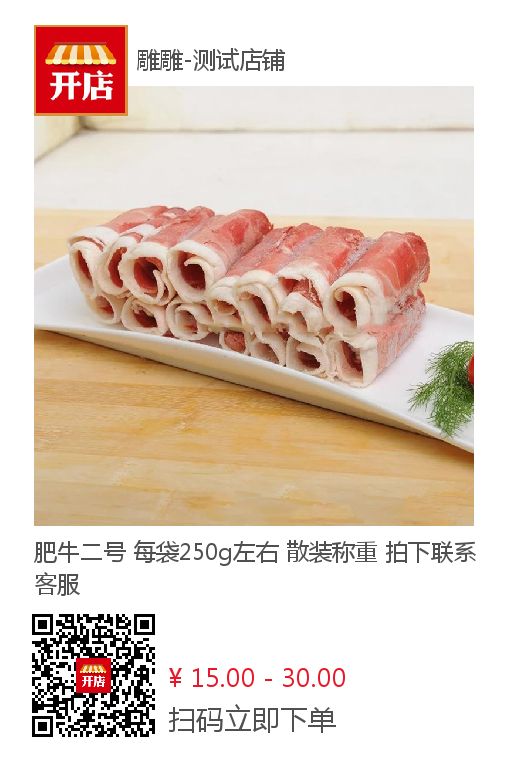 开店
雕雕-测试店铺
肥牛二号 每袋250g左右 散装称重 拍下联系
客服
开店
¥ 15.00 - 30.00
扫码立即下单